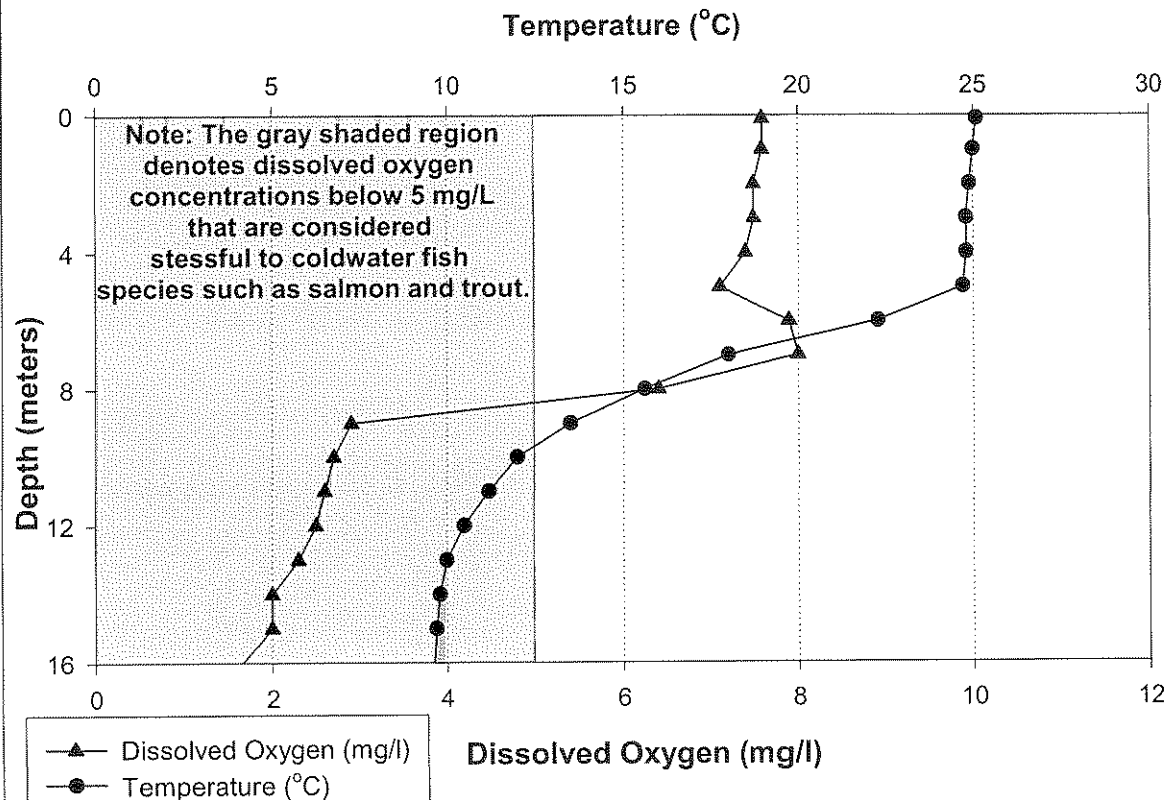 Temperature (°C)
0 5 10 15 20 25 30
0
4
8
12
16
Depth (meters)
Note: The gray shaded region
denotes dissolved oxygen
concentrations below 5 mg/L
that are considered
stessful to coldwater fish
species such as salmon and trout.
0 2 4 6 8 10 12
Dissolved Oxygen (mg/l)
Dissolved Oxygen (mg/l)
Temperature (°C)